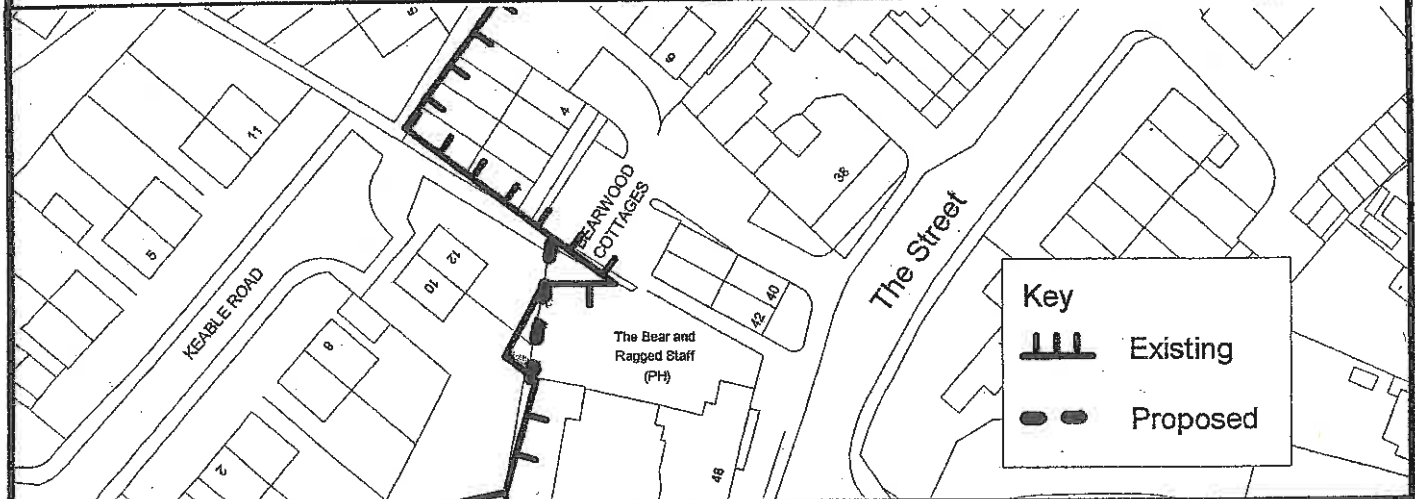 4
11
38
BEARWOOD
COTTAGES
The Street
5
12
10
KEABLE ROAD
40
42
The Bear and
Ragged Staff
(PH)
8
2
48
Key
Existing
Proposed